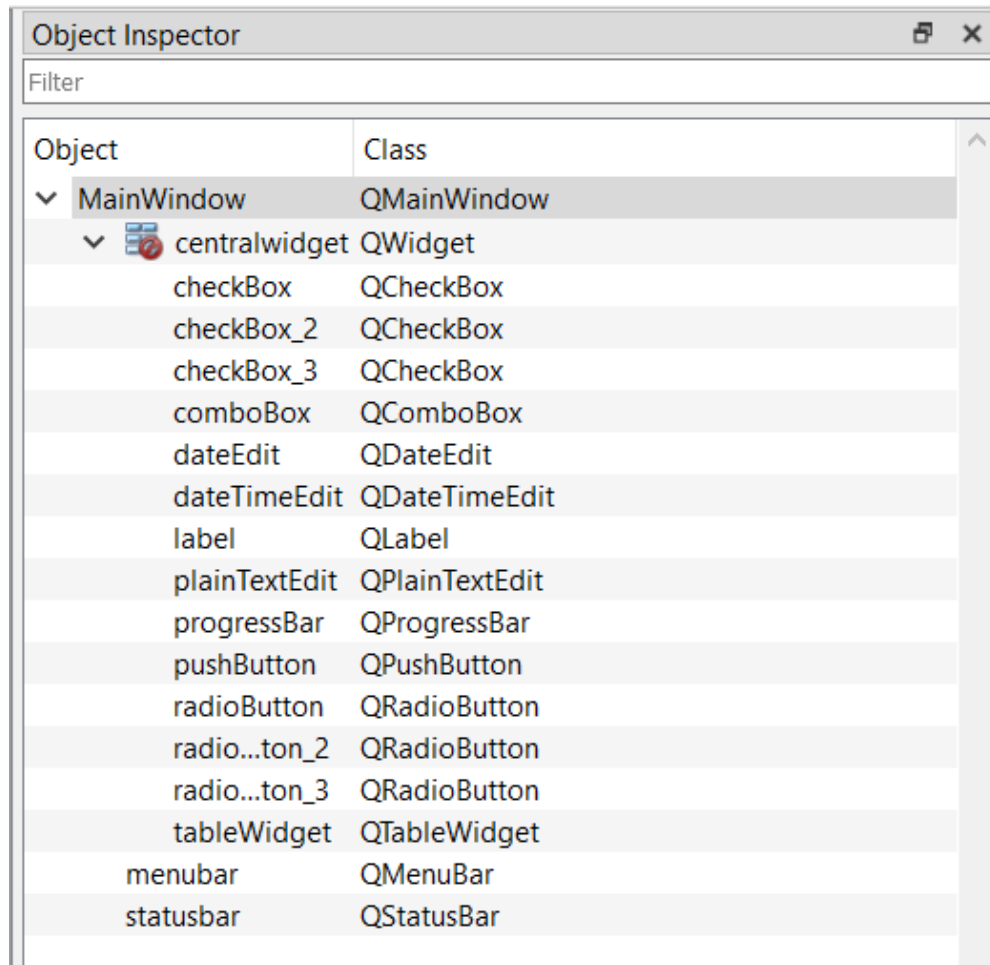 Object Inspector
Filter
Object Class
MainWindow QMainWindow
centralwidget QWidget
checkBox QCheckBox
checkBox_2 QCheckBox
checkBox_3 QCheckBox
comboBox QComboBox
dateEdit QDateEdit
dateTimeEdit QDateTimeEdit
label QLabel
plainTextEdit QPlainTextEdit
progressBar QProgressBar
pushButton QPushButton
radioButton QRadioButton
radio...ton_2 QRadioButton
radio...ton_3 QRadioButton
tableWidget QTableWidget
menubar QMenuBar
statusbar QStatusBar